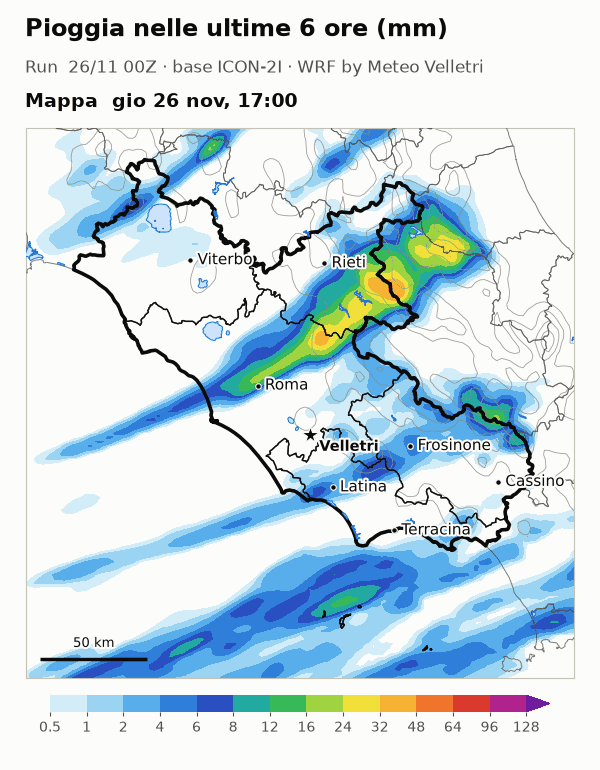 Pioggia nelle ultime 6 ore (mm)
Run  26/11 00Z · base ICON-2I · WRF by Meteo Velletri
Mappa  gio 26 nov, 17:00
Viterbo
Rieti
Roma
Velletri
Frosinone
Latina
Cassino
Terracina
50 km
0.5 1 2 4 6 8 12 16 24 32 48 64 96 128